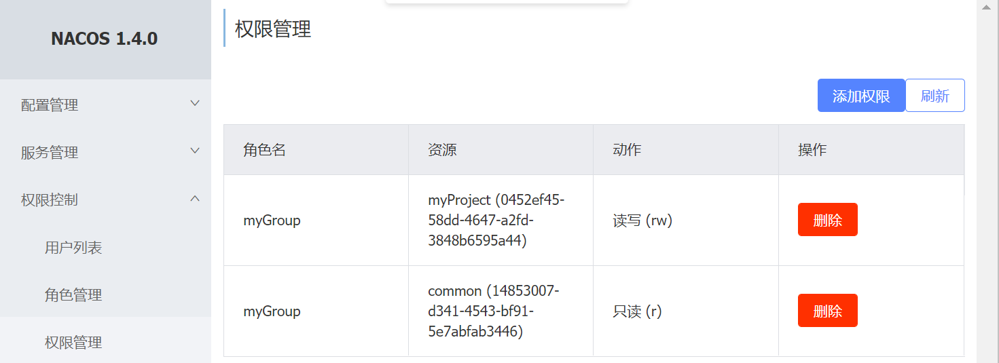 NACOS 1.4.0
配置管理
服务管理
权限控制
用户列表
角色管理
权限管理
权限管理
添加权限
刷新
角色名 资源 动作 操作
myGroup
myProject (0452ef45-
58dd-4647-a2fd-
3848b6595a44)
读写 (rw)
删除
myGroup
common (14853007-
d341-4543-bf91-
5e7abfab3446)
只读 (r)
删除